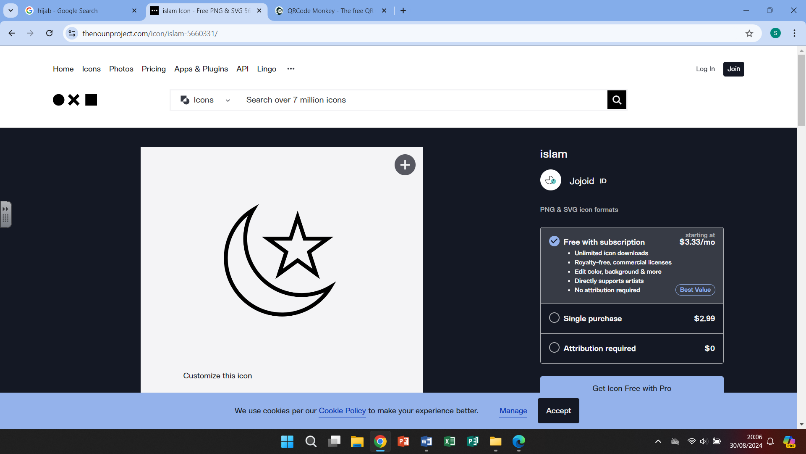 hijab - Google Search
islam Icon - Free PNG & SVG 56
QRCode Monkey - The free QR
thenounproject.com/icon/islam-5660331/
S
Home Icons Photos Pricing Apps & Plugins API Lingo
Log In Join
Icons Search over 7 million icons
islam
Jojoid ID
PNG & SVG icon formats
Free with subscription
starting at
$3.33/mo
Unlimited icon downloads
Royalty-free, commercial licenses
Edit color, background & more
Directly supports artists
No attribution required
Best Value
Single purchase $2.99
Attribution required $0
Customize this icon
Get Icon Free with Pro
We use cookies per our Cookie Policy to make your experience better. Manage Accept
20:06
30/08/2024